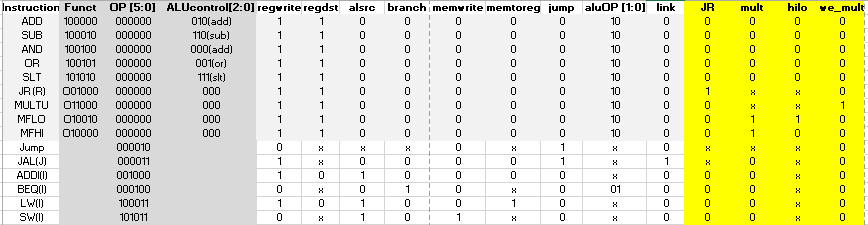 Instruction Funct OP [5:0] ALUcontrol[2:0] regwrite regdst alsrc branch memwrite memtoreg jump aluOP [1:0] link JR mult hilo we_mult
ADD 100000 000000 010(add) 1 1 0 0 0 0 0 10 0 0 0 0 0
SUB 100010 000000 110(sub) 1 1 0 0 0 0 0 10 0 0 0 0 0
AND 100100 000000 000(add) 1 1 0 0 0 0 0 10 0 0 0 0 0
OR 100101 000000 001(or) 1 1 0 0 0 0 0 10 0 0 0 0 0
SLT 101010 000000 111(slt) 1 1 0 0 0 0 0 10 0 0 0 0 0
JR(R) O01000 000000 000 1 1 0 0 0 0 0 10 0 1 x x 0
MULTU O11000 000000 000 1 1 0 0 0 0 0 10 0 0 x x 1
MFLO O10010 000000 000 1 1 0 0 0 0 0 10 0 0 1 1 0
MFHI O10000 000000 000 1 1 0 0 0 0 0 10 0 0 1 0 0
Jump 000010 0 x x x 0 x 1 0 x x x 0
JAL(J) 000011 1 x 0 0 0 x 1 1 x 0 x 0
ADDI(I) 001000 1 0 1 0 0 0 0 0 0 0 x 0
BEQ(I) 000100 0 x 0 1 0 x 0 01 0 0 0 x 0
LW(I) 100011 1 0 1 0 0 1 0 0 0 0 x 0
SW(I) 101011 0 x 1 0 1 x 0 0 0 0 x 0